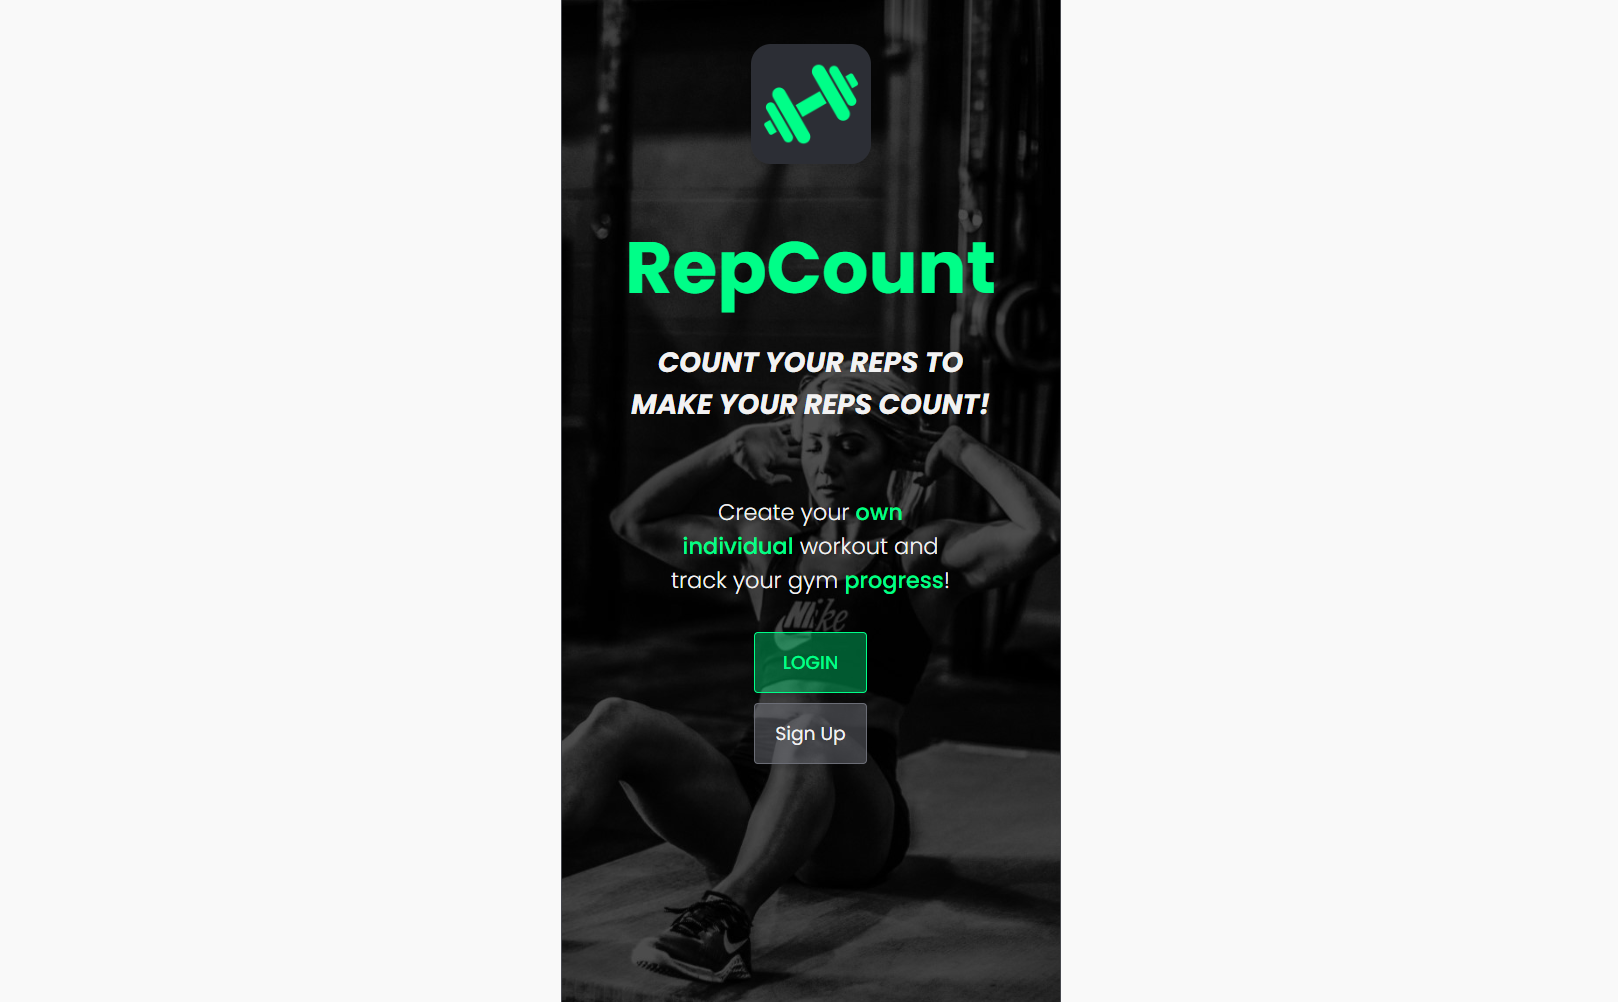 RepCount
COUNT YOUR REPS TO
MAKE YOUR REPS COUNT!
Create your own
individual workout and
track your gym progress!
Nike
LOGIN
Sign Up